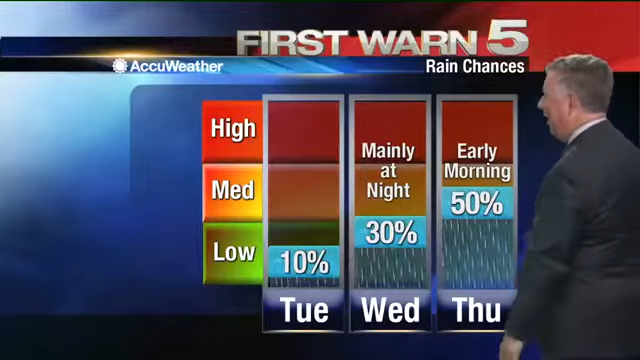 FIRST WARN 5
AccuWeather
Rain Chances
High
Med
Low
10%
Mainly
at
Night
30%
Early
Morning
50%
Tue
Wed
Thu